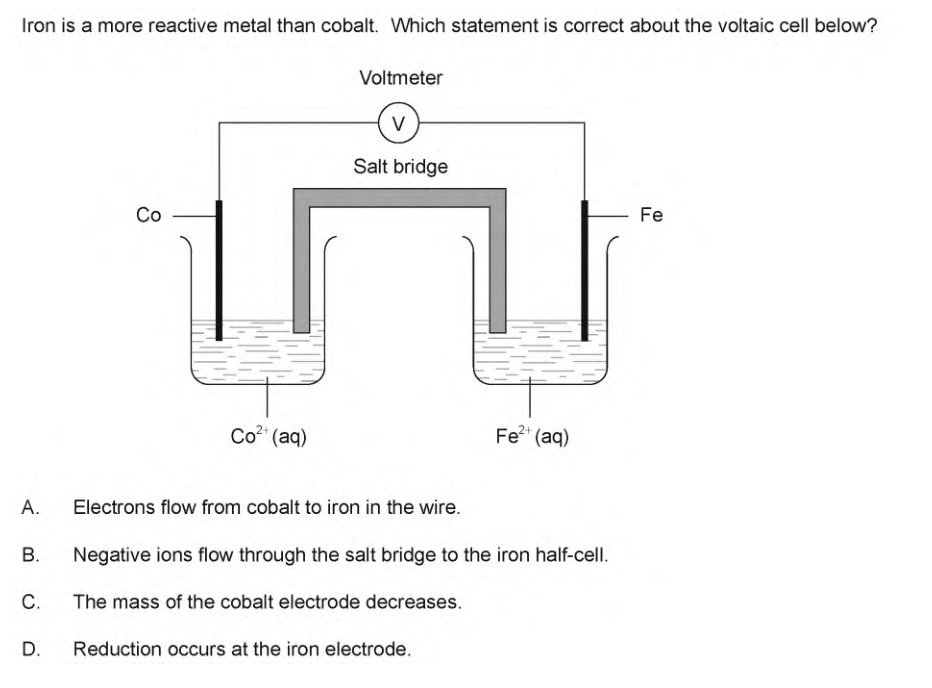 Iron is a more reactive metal than cobalt. Which statement is correct about the voltaic cell below?
Voltmeter
V
Salt bridge
Co
Fe
Co²⁺ (aq)
Fe²⁺ (aq)
A. Electrons flow from cobalt to iron in the wire.
B. Negative ions flow through the salt bridge to the iron half-cell.
C. The mass of the cobalt electrode decreases.
D. Reduction occurs at the iron electrode.